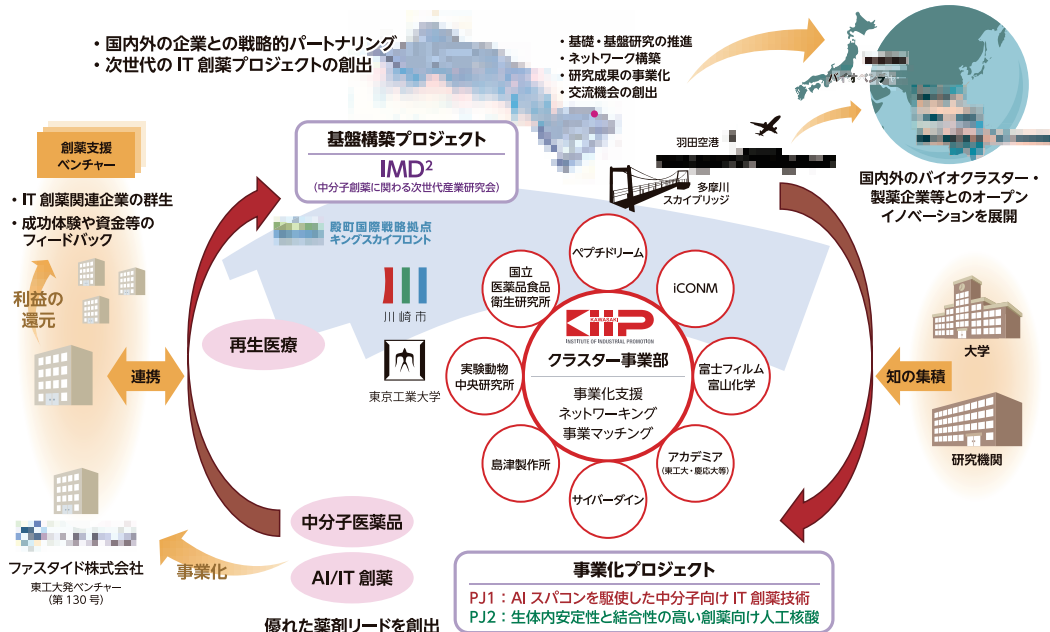 ・国内外の企業との戦略的パートナリング
・次世代の IT 創薬プロジェクトの創出
・基礎・基盤研究の推進
・ネットワーク構築
・研究成果の事業化
・交流機会の創出
創薬支援
ベンチャー
・IT 創薬関連企業の群生
・成功体験や資金等の
フィードバック
利益の
還元
連携
基盤構築プロジェクト
IMD²
(中分子創薬に関わる次世代産業研究会)
羽田空港
多摩川
スカイブリッジ
国内外のバイオクラスター・
製薬企業等とのオープン
イノベーションを展開
殿町国際戦略拠点
キングスカイフロント
川崎市
東京工業大学
再生医療
ペプチドリーム
国立
医薬品食品
衛生研究所
iCONM
KAWASAKI
KIIP
INSTITUTE OF INDUSTRIAL PROMOTION
クラスター事業部
事業化支援
ネットワーキング
事業マッチング
実験動物
中央研究所
富士フィルム
富山化学
島津製作所
アカデミア
(東工大・慶応大等)
サイバーダイン
大学
知の集積
研究機関
中分子医薬品
AI/IT 創薬
優れた薬剤リードを創出
事業化
ファスタイド株式会社
東工大発ベンチャー
(第 130 号)
事業化プロジェクト
PJ1：AI スパコンを駆使した中分子向け IT 創薬技術
PJ2：生体内安定性と結合性の高い創薬向け人工核酸